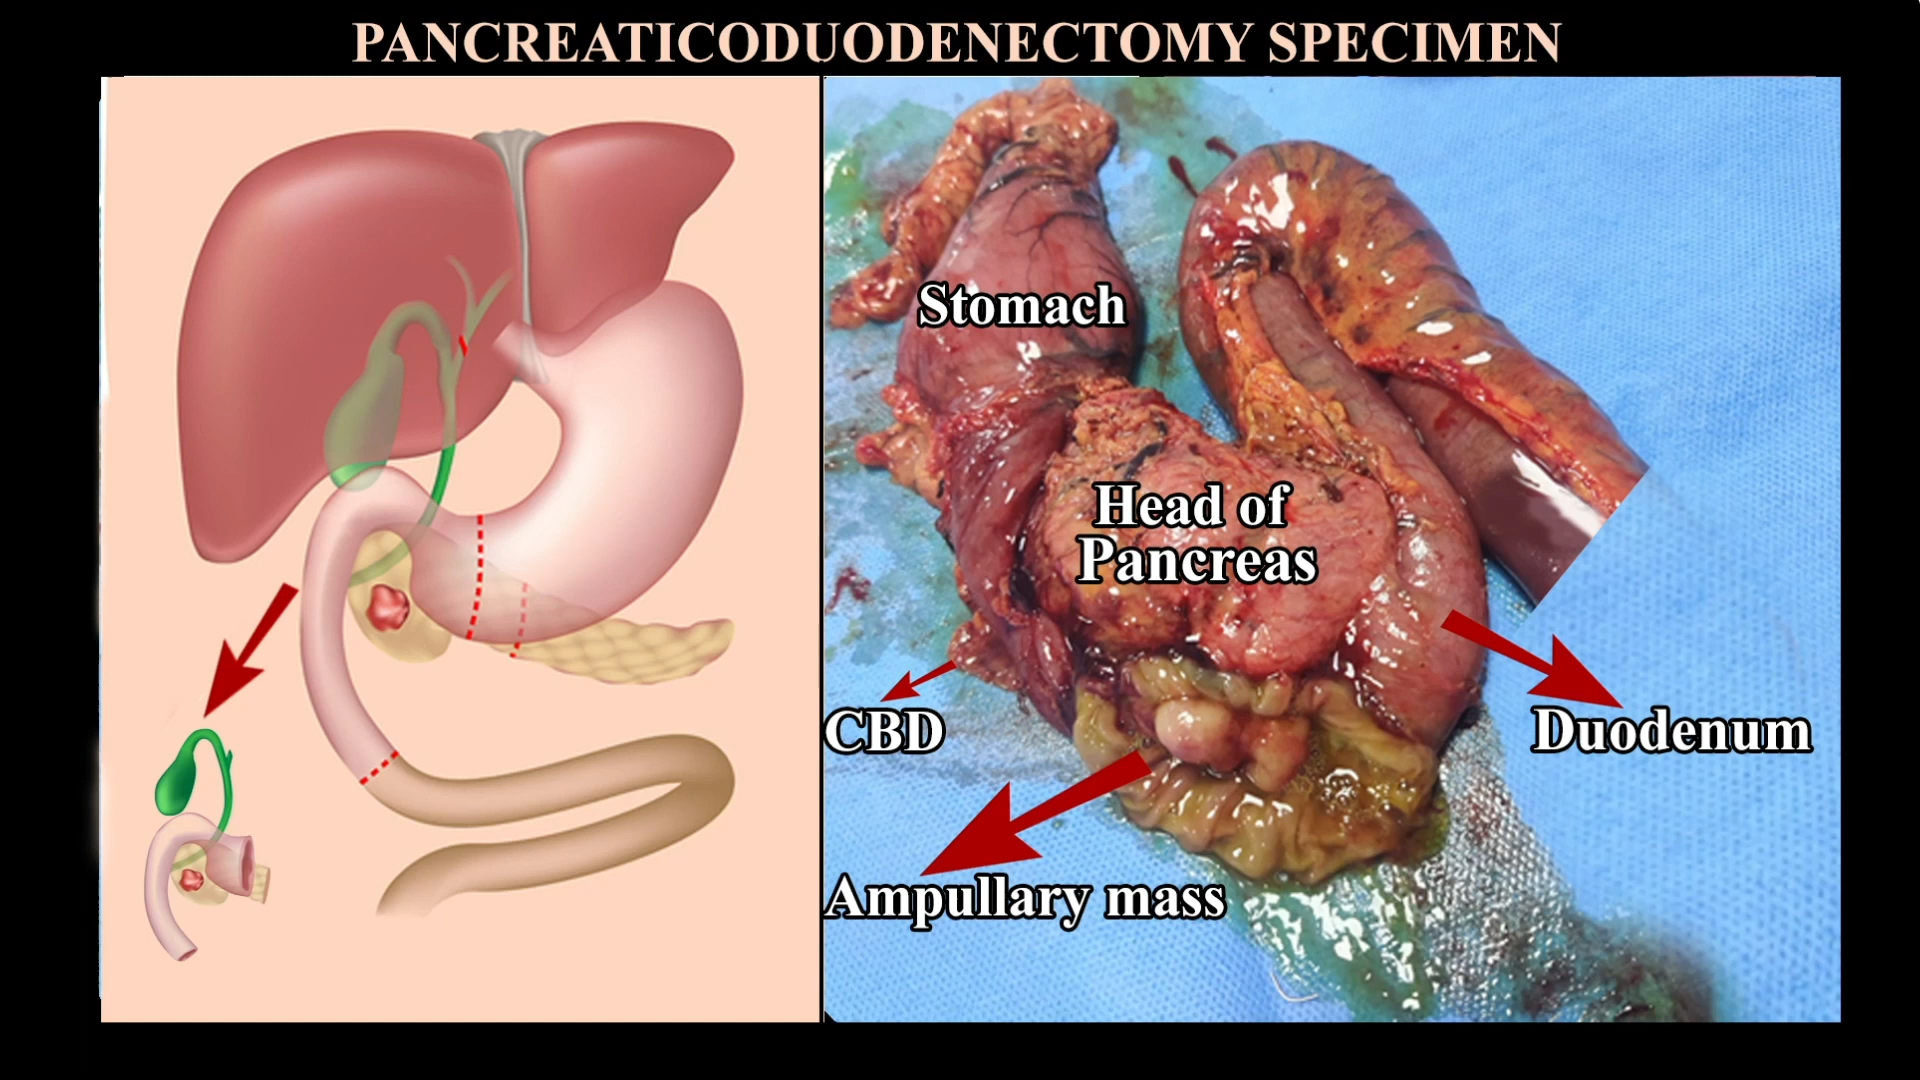 PANCREATICODUODENECTOMY SPECIMEN
Stomach
Head of
Pancreas
CBD
Duodenum
Ampullary mass